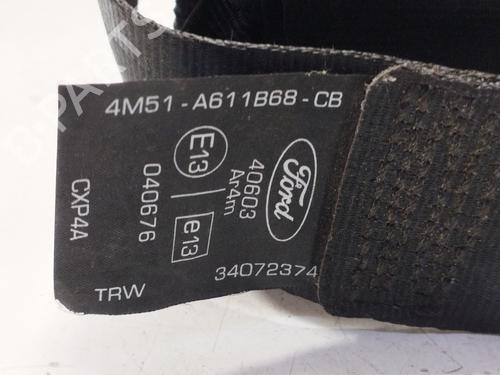 4M51-A611B68-CB
E13
e13
040676
CXP4A
40603
Ar4m
Ford
34072374
TRW